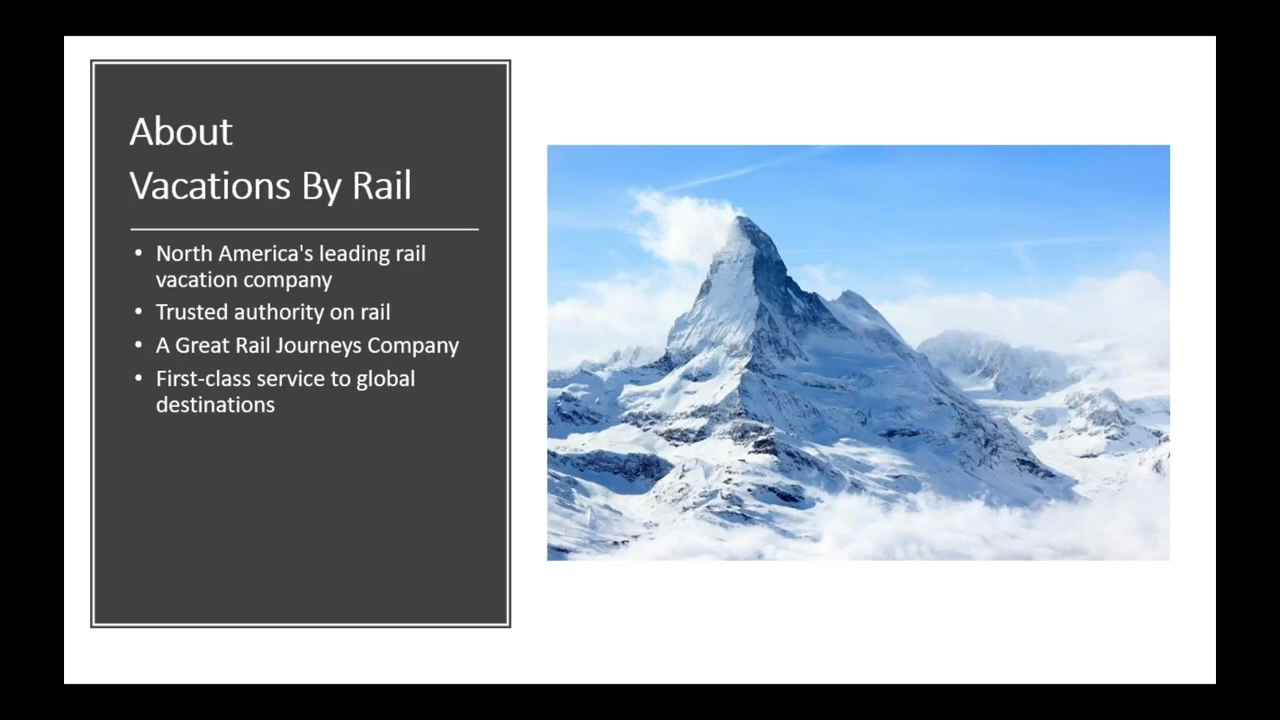 About
Vacations By Rail
• North America's leading rail
vacation company
• Trusted authority on rail
• A Great Rail Journeys Company
• First-class service to global
destinations